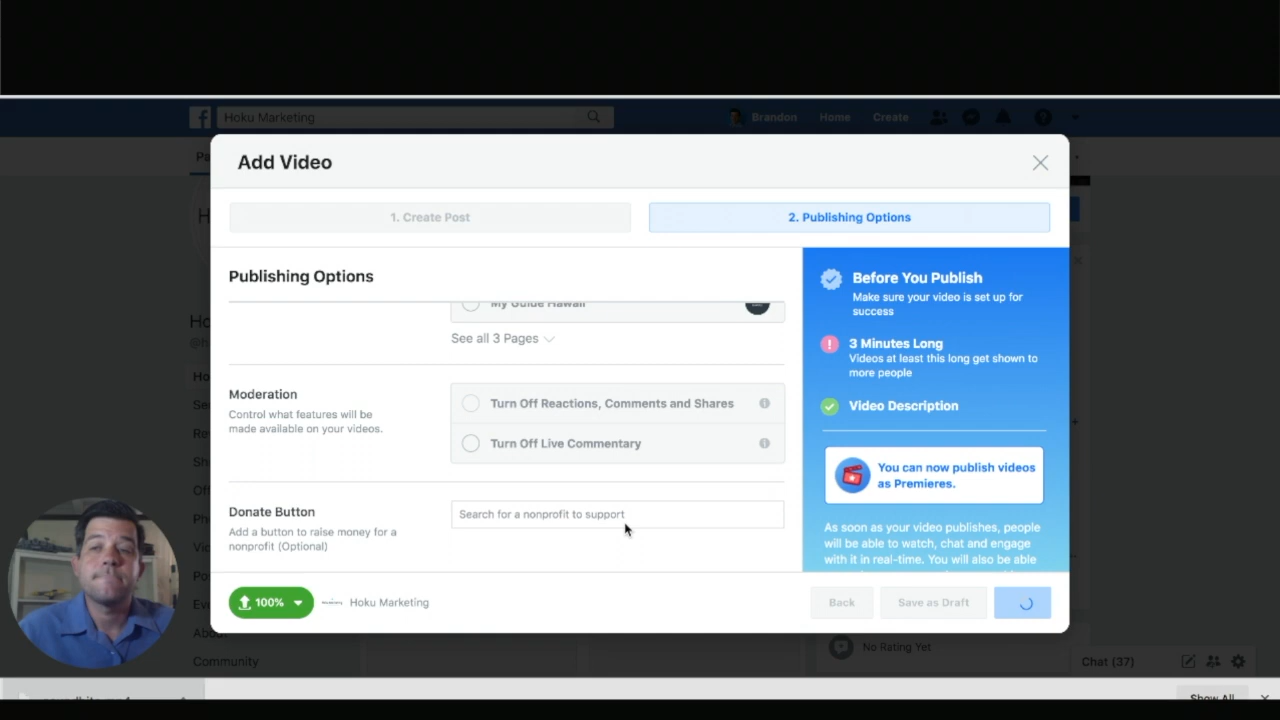 Hoku Marketing
Brandon
Home
Create
Add Video
1. Create Post
2. Publishing Options
Publishing Options
My Guide Hawaii
See all 3 Pages
Moderation
Control what features will be
made available on your videos.
Turn Off Reactions, Comments and Shares
Turn Off Live Commentary
Donate Button
Add a button to raise money for a
nonprofit (Optional)
Search for a nonprofit to support
Before You Publish
Make sure your video is set up for
success
3 Minutes Long
Videos at least this long get shown to
more people
Video Description
You can now publish videos
as Premieres.
As soon as your video publishes, people
will be able to watch, chat and engage
with it in real-time. You will also be able
100%
Hoku Marketing
Back
Save as Draft
Community
No Rating Yet
Chat (37)
Show All